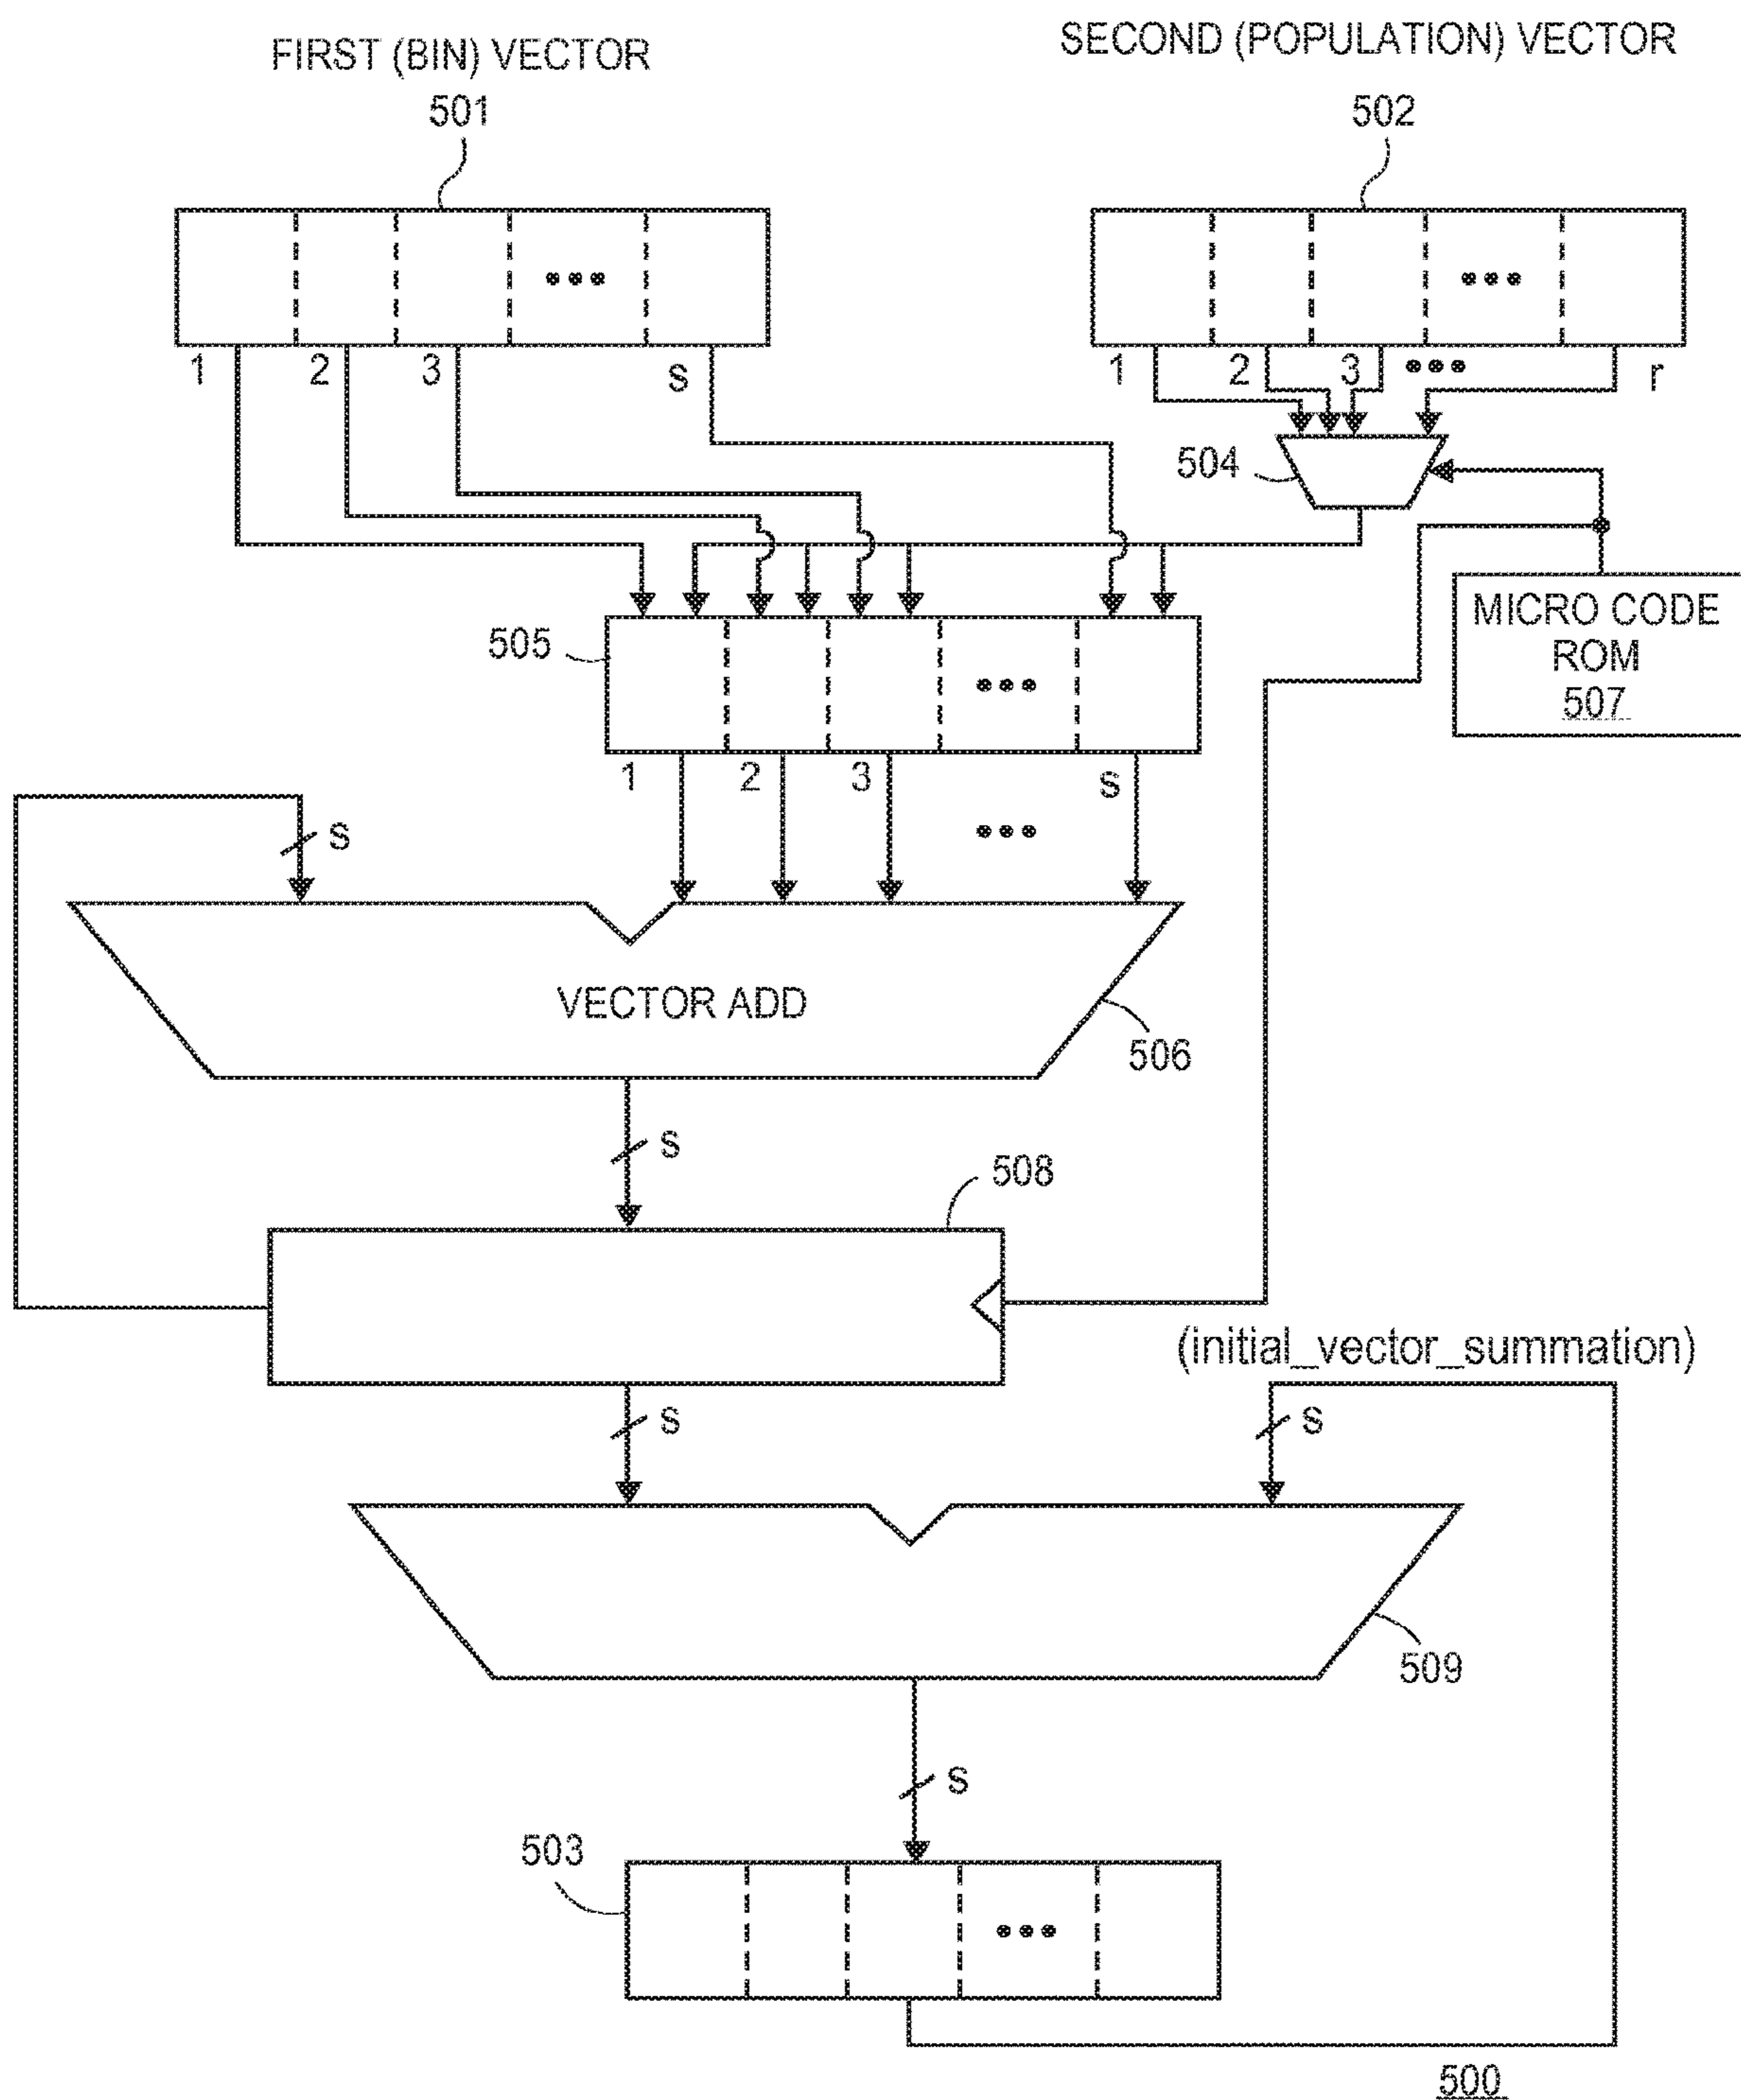 FIRST (BIN) VECTOR
SECOND (POPULATION) VECTOR
501
502
1 2 3 s
1 2 3 r
504
MICRO CODE
ROM
507
505
1 2 3 s
s
VECTOR ADD
506
s
508
(initial_vector_summation)
s
s
509
s
503
500